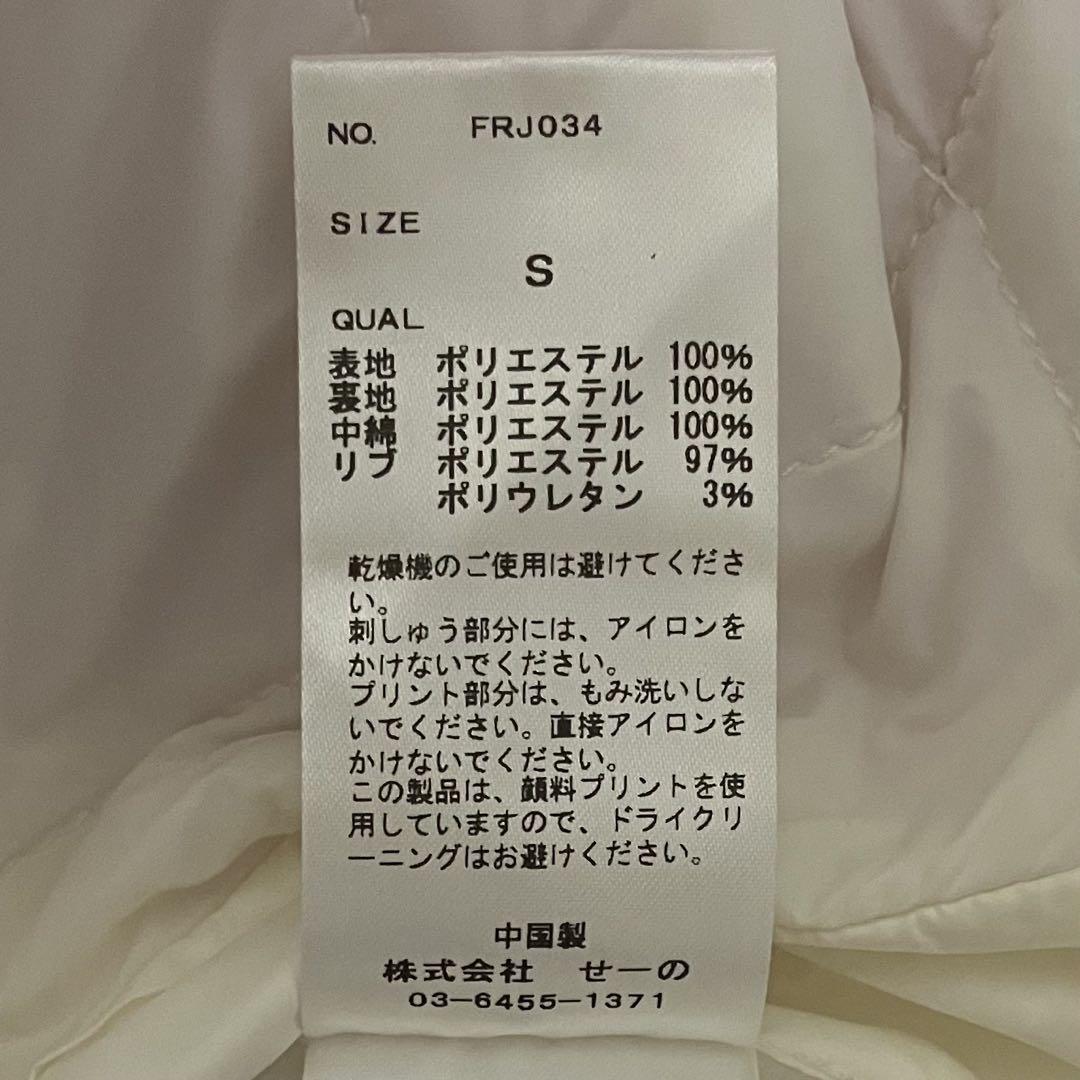 NO. FRJ034
SIZE
S
QUAL
表地 ポリエステル 100%
裏地 ポリエステル 100%
中綿 ポリエステル 100%
リブ ポリエステル 97%
ポリウレタン 3%
乾燥機のご使用は避けてくださ
い。
刺しゅう部分には、アイロンを
かけないでください。
プリント部分は、もみ洗いしな
いでください。直接アイロンを
かけないでください。
この製品は、顔料プリントを使
用していますので、ドライクリ
ーニングはお避けください。
中国製
株式会社 せーの
03-6455-1371